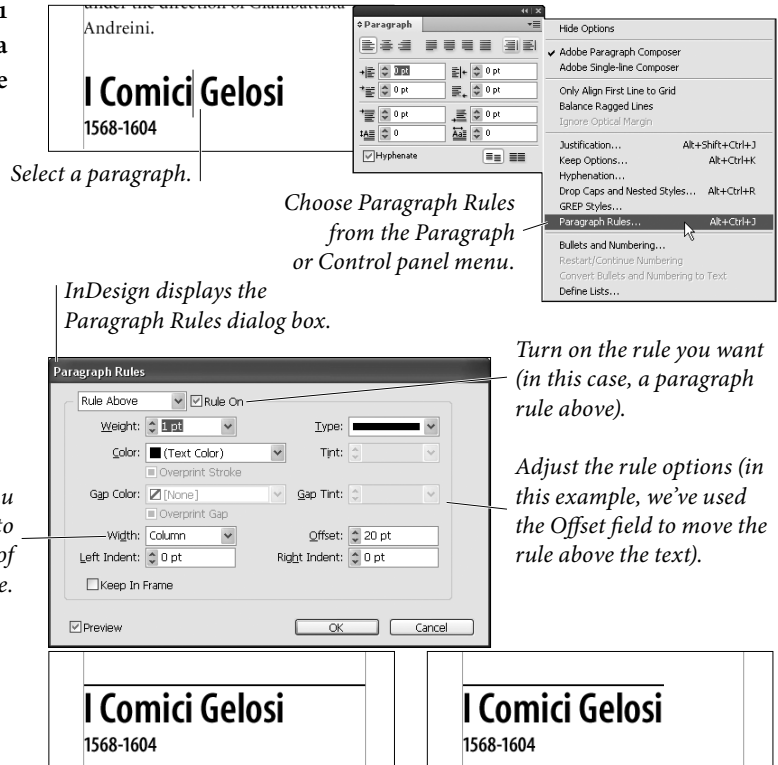 1
a
e
under the direction of Giambattista
Andreini.
I Comici Gelosi
1568-1604
Select a paragraph.
Paragraph
0 pt
0 pt
0 pt
0 pt
0 pt
0 pt
0
0
Hyphenate
Hide Options
Adobe Paragraph Composer
Adobe Single-line Composer
Only Align First Line to Grid
Balance Ragged Lines
Ignore Optical Margin
Justification... Alt+Shift+Ctrl+J
Keep Options... Alt+Ctrl+K
Hyphenation...
Drop Caps and Nested Styles... Alt+Ctrl+R
GREP Styles...
Paragraph Rules... Alt+Ctrl+J
Bullets and Numbering...
Restart/Continue Numbering
Convert Bullets and Numbering to Text
Define Lists...
Choose Paragraph Rules
from the Paragraph
or Control panel menu.
InDesign displays the
Paragraph Rules dialog box.
Paragraph Rules
Rule Above Rule On
Weight: 1 pt Type:
Color: (Text Color) Tint:
Overprint Stroke
Gap Color: [None] Gap Tint:
Overprint Gap
Width: Column Offset: 20 pt
Left Indent: 0 pt Right Indent: 0 pt
Keep In Frame
Preview OK Cancel
Turn on the rule you want
(in this case, a paragraph
rule above).
Adjust the rule options (in
this example, we've used
the Offset field to move the
rule above the text).
u
to
of
e.
I Comici Gelosi
1568-1604
I Comici Gelosi
1568-1604